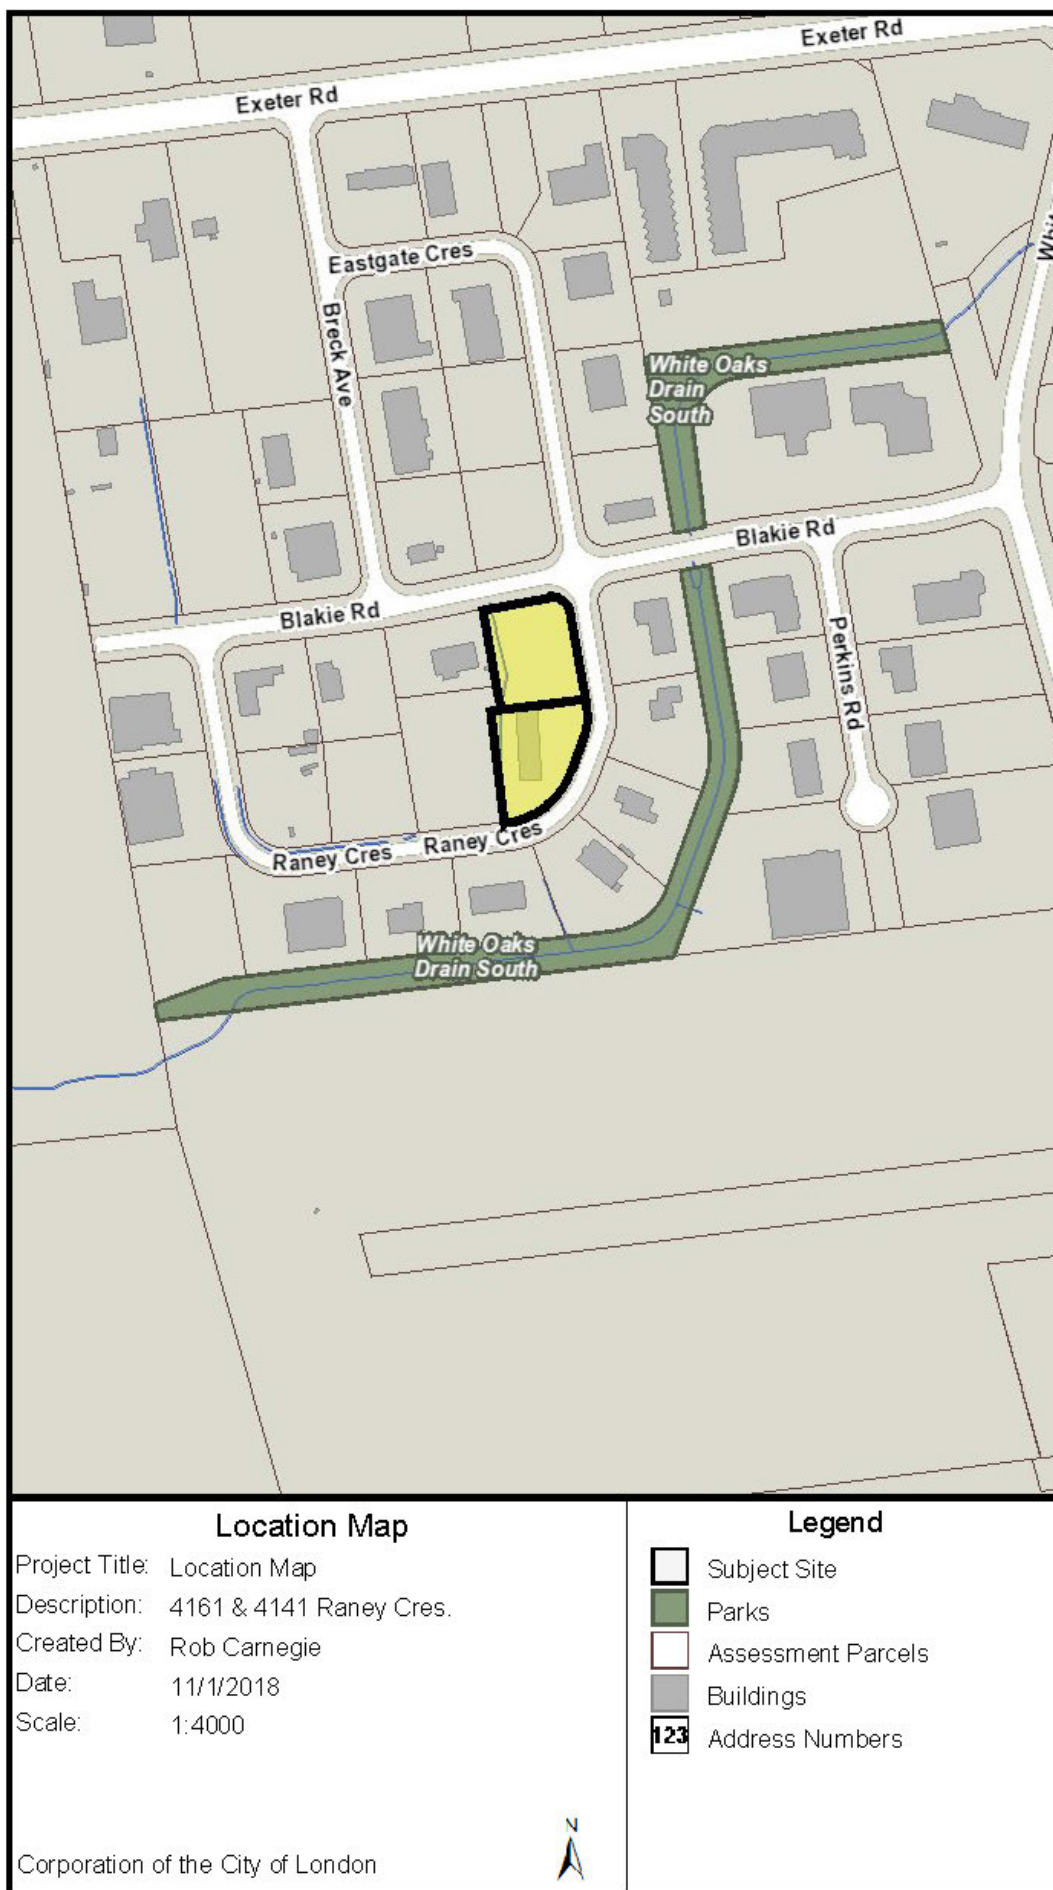 Exeter Rd
Exeter Rd
Eastgate Cres
Breck Ave
White Oaks
Drain
South
Blakie Rd
Blakie Rd
Perkins Rd
Raney Cres
Raney Cres
White Oaks
Drain South
Location Map
Project Title: Location Map
Description: 4161 & 4141 Raney Cres.
Created By: Rob Carnegie
Date: 11/1/2018
Scale: 1:4000
Corporation of the City of London
N
Legend
Subject Site
Parks
Assessment Parcels
Buildings
123 Address Numbers